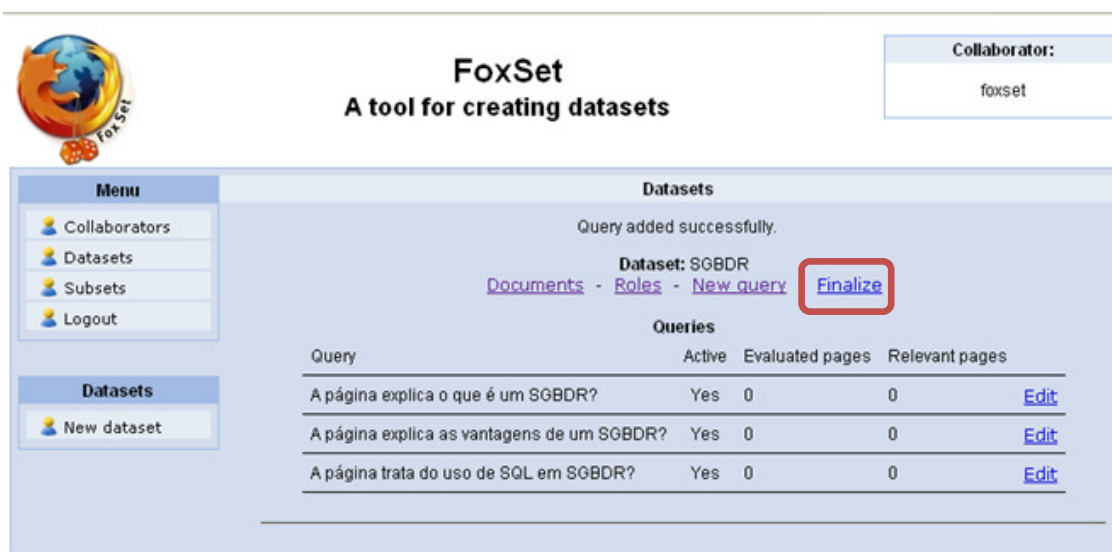 FoxSet
FoxSet
A tool for creating datasets
Collaborator:
foxset
Menu
Collaborators
Datasets
Subsets
Logout
Datasets
New dataset
Datasets
Query added successfully.
Dataset: SGBDR
Documents - Roles - New query Finalize
Queries
Query Active Evaluated pages Relevant pages
A página explica o que é um SGBDR? Yes 0 0 Edit
A página explica as vantagens de um SGBDR? Yes 0 0 Edit
A página trata do uso de SQL em SGBDR? Yes 0 0 Edit